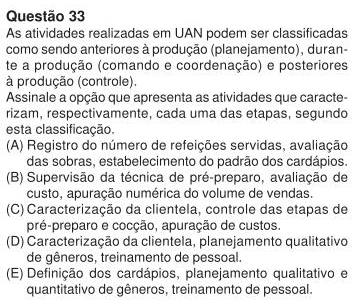 Questão 33
As atividades realizadas em UAN podem ser classificadas
como sendo anteriores à produção (planejamento), duran-
te a produção (comando e coordenação) e posteriores
à produção (controle).
Assinale a opção que apresenta as atividades que caracte-
rizam, respectivamente, cada uma das etapas, segundo
esta classificação.
(A) Registro do número de refeições servidas, avaliação
das sobras, estabelecimento do padrão dos cardápios.
(B) Supervisão da técnica de pré-preparo, avaliação de
custo, apuração numérica do volume de vendas.
(C) Caracterização da clientela, controle das etapas de
pré-preparo e cocção, apuração de custos.
(D) Caracterização da clientela, planejamento qualitativo
de gêneros, treinamento de pessoal.
(E) Definição dos cardápios, planejamento qualitativo e
quantitativo de gêneros, treinamento de pessoal.